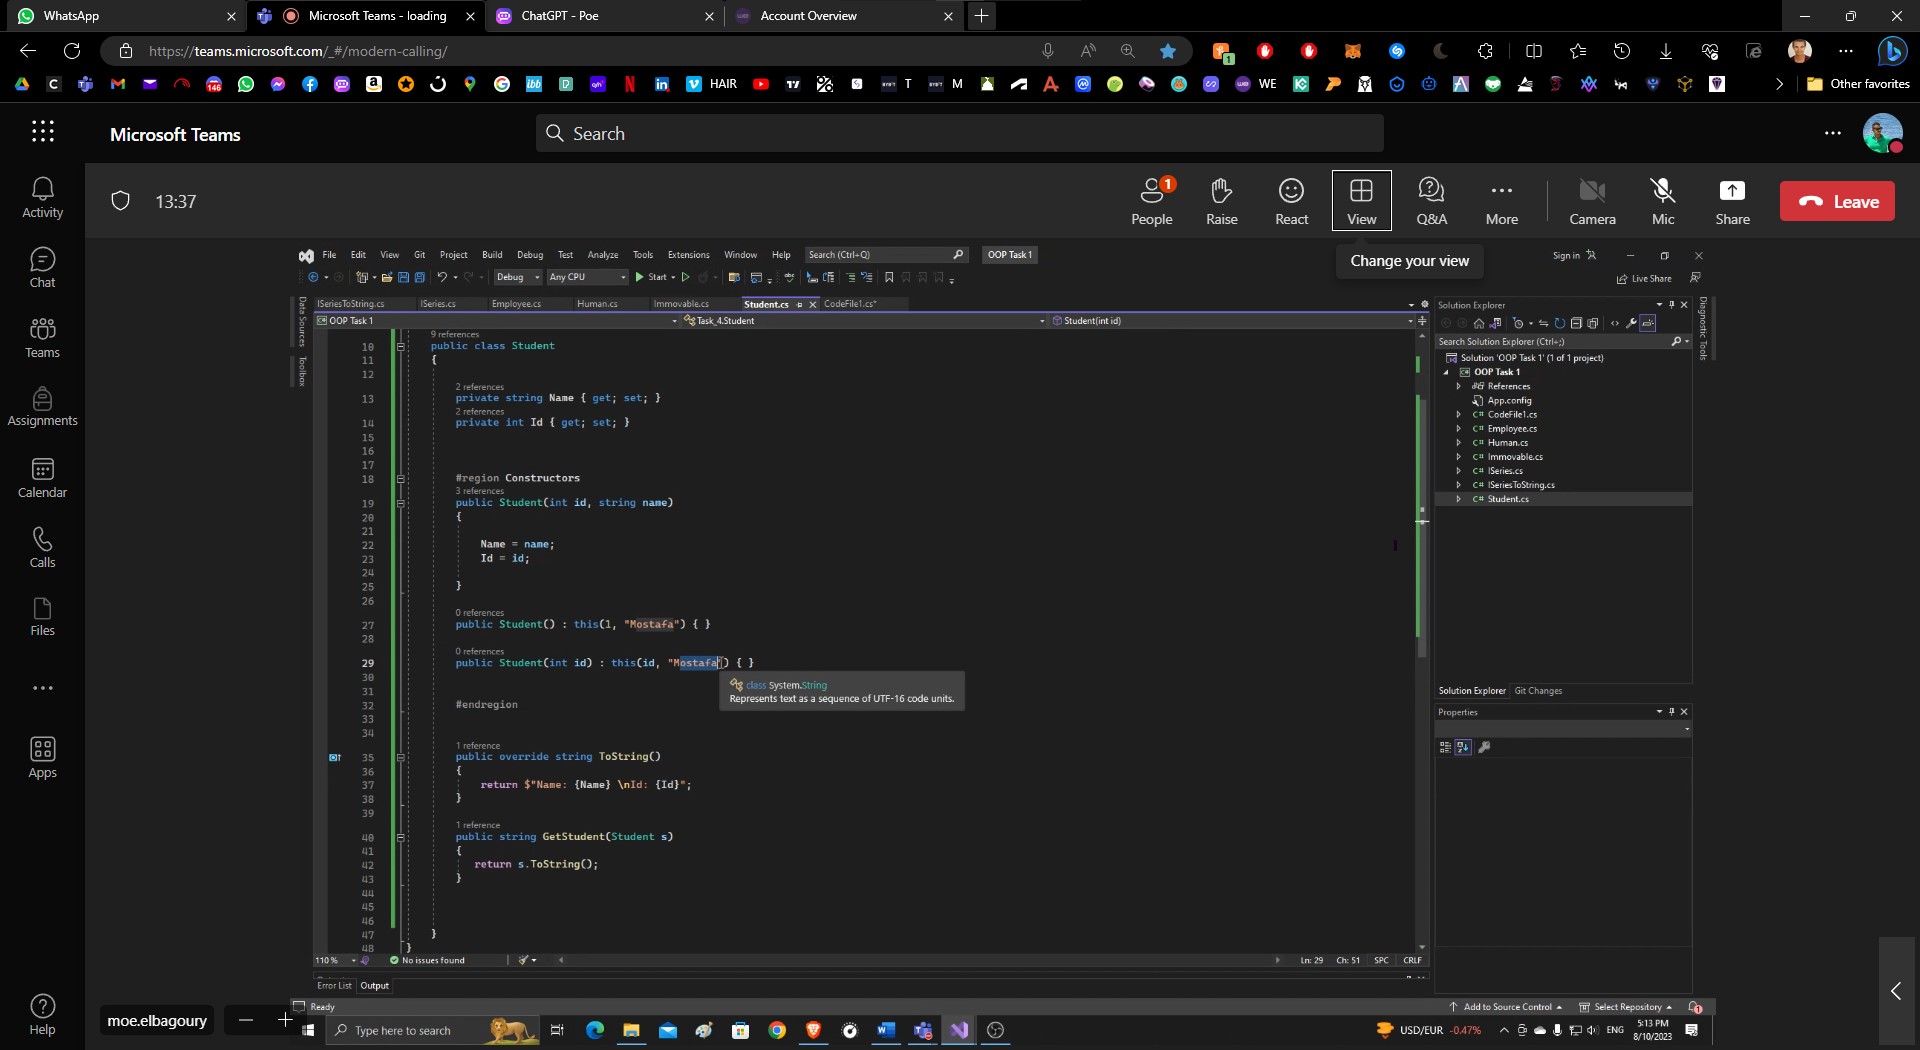 WhatsApp
Microsoft Teams - loading
ChatGPT - Poe
Account Overview
https://teams.microsoft.com/_#/modern-calling/
1
146
HAIR
T
M
WE
Other favorites
Microsoft Teams
Search
Activity
Chat
Teams
Assignments
Calendar
Calls
Files
Apps
Help
13:37
1
People
Raise
React
View
Q&A
More
Camera
Mic
Share
Leave
Change your view
File Edit View Git Project Build Debug Test Analyze Tools Extensions Window Help Search (Ctrl+Q) OOP Task 1
Sign in
Debug Any CPU Start
Live Share
Data Sources
Toolbox
ISeriesToString.cs ISeries.cs Employee.cs Human.cs Immovable.cs Student.cs CodeFile1.cs*
OOP Task 1 Task_4.Student Student(int id)
9 references
10 public class Student
11 {
12
2 references
13 private string Name { get; set; }
2 references
14 private int Id { get; set; }
15
16
17
18 #region Constructors
3 references
19 public Student(int id, string name)
20 {
21
22 Name = name;
23 Id = id;
24
25 }
26
0 references
27 public Student() : this(1, "Mostafa") { }
28
0 references
29 public Student(int id) : this(id, "Mostafa") { }
30
31
class System.String
Represents text as a sequence of UTF-16 code units.
32 #endregion
33
34
1 reference
35 public override string ToString()
36 {
37 return $"Name: {Name} \nId: {Id}";
38 }
39
1 reference
40 public string GetStudent(Student s)
41 {
42 return s.ToString();
43 }
44
45
46
47 }
48 }
110 % No issues found Ln: 29 Ch: 51 SPC CRLF
Error List Output
Ready
Add to Source Control Select Repository 1
Solution Explorer
Search Solution Explorer (Ctrl+;)
Solution 'OOP Task 1' (1 of 1 project)
OOP Task 1
References
App.config
C# CodeFile1.cs
C# Employee.cs
C# Human.cs
C# Immovable.cs
C# ISeries.cs
C# ISeriesToString.cs
C# Student.cs
Solution Explorer Git Changes
Properties
Diagnostic Tools
moe.elbagoury
Type here to search
USD/EUR -0.47%
ENG
5:13 PM
8/10/2023